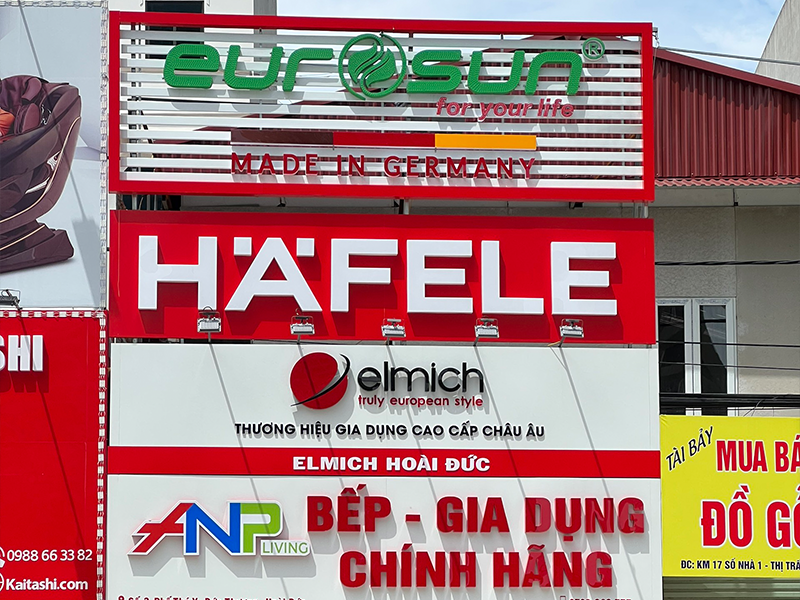 eurosun®
for your life
MADE IN GERMANY
HÄFELE
elmich
truly european style
THƯƠNG HIỆU GIA DỤNG CAO CẤP CHÂU ÂU
ELMICH HOÀI ĐỨC
ANP LIVING
BẾP - GIA DỤNG
CHÍNH HÃNG
SHI
0988 66 33 82
Kaitashi.com
TÀI BẢY
MUA BÁ
ĐỒ GỖ
ĐC: KM 17 SỐ NHÀ 1 - THỊ TRẤ